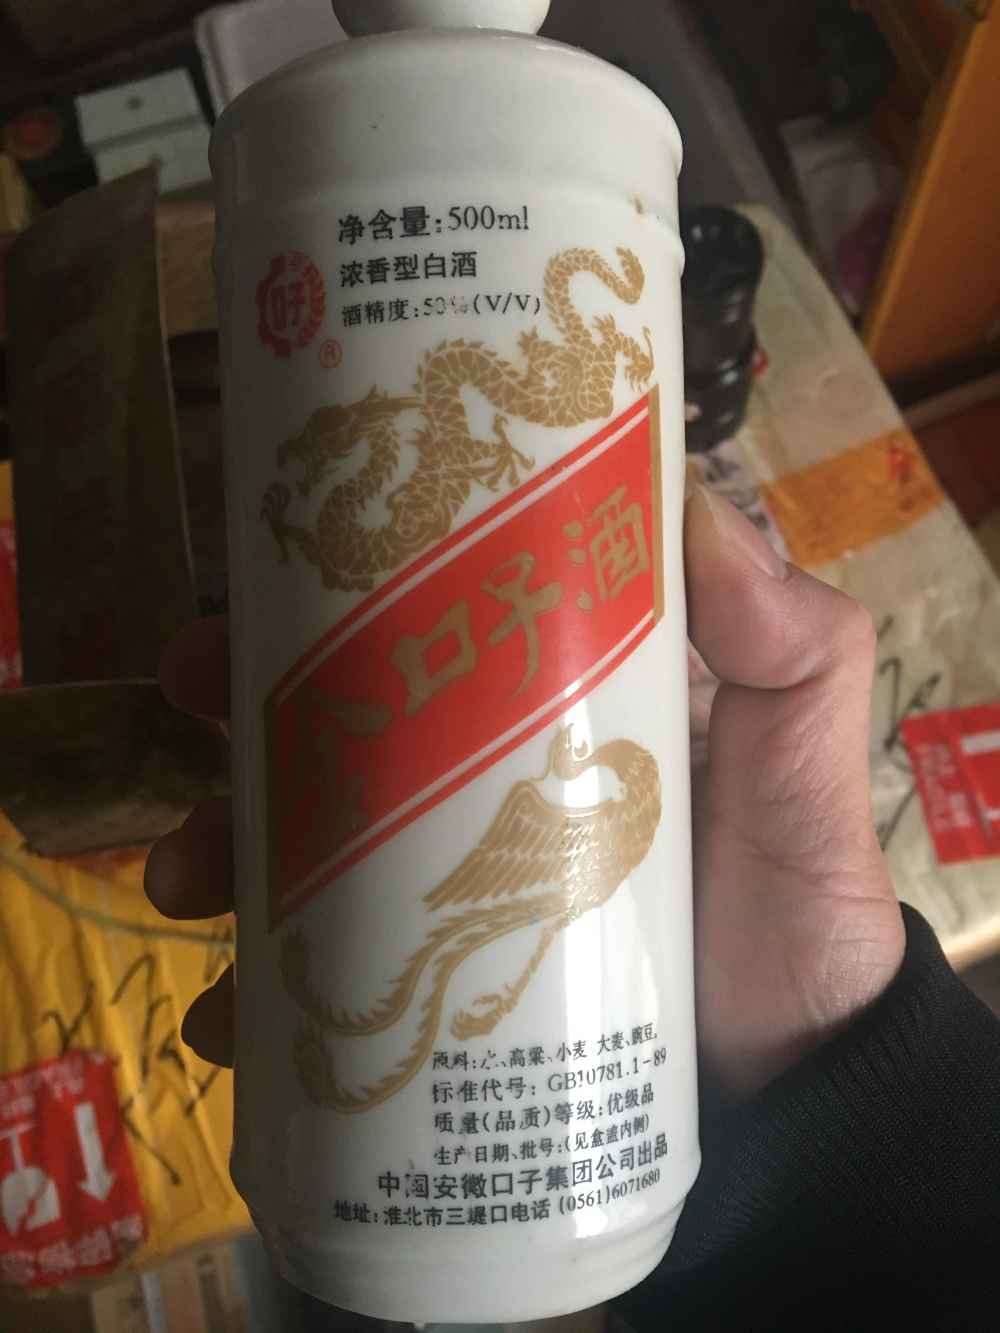 净含量:500ml
浓香型白酒
酒精度:50%(V/V)
好
®
口子酒
原料:水、高粱、小麦 大麦、豌豆.
标准代号: GB10781.1-89
质量(品质)等级:优级品
生产日期、批号:(见盒盖内侧)
中国安徽口子集团公司出品
地址:淮北市三堤口电话 (0561)6071680